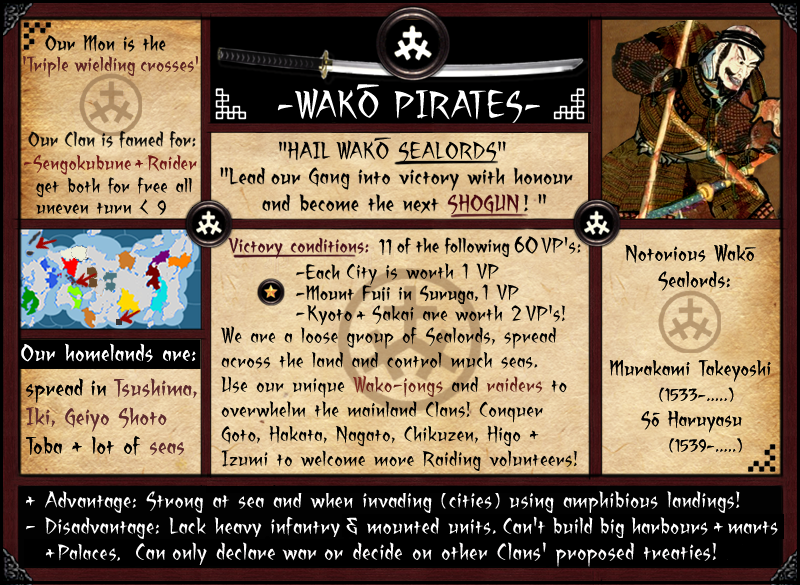 Our Mon is the
'Triple wielding crosses'
Our Clan is famed for:
-Sengokubune + Raider
get both for free all
uneven turn < 9
-WAKŌ PIRATES-
"HAIL WAKŌ SEALORDS"
"Lead our Gang into victory with honour
and become the next SHOGUN! "
Victory conditions: 11 of the following 60 VP's:
-Each City is worth 1 VP
-Mount Fuji in Suruga, 1 VP
-Kyoto + Sakai are worth 2 VP's!
We are a loose group of Sealords, spread
across the land and control much seas.
Use our unique Wako-jongs and raiders to
overwhelm the mainland Clans! Conquer
Goto, Hakata, Nagato, Chikuzen, Higo +
Izumi to welcome more Raiding volunteers!
Our homelands are:
spread in Tsushima,
Iki, Geiyo Shoto
Toba + lot of seas
Notorious Wakō
Sealords:
Murakami Takeyoshi
(1533-.....)
Sō Haruyasu
(1539-.....)
+ Advantage: Strong at sea and when invading (cities) using amphibious landings!
- Disadvantage: Lack heavy infantry & mounted units. Can't build big harbours + marts
+Palaces. Can only declare war or decide on other Clans' proposed treaties!